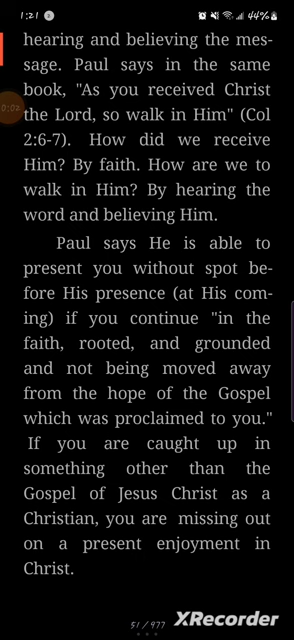 1:21
44%
hearing and believing the mes-
sage. Paul says in the same
book, "As you received Christ
the Lord, so walk in Him" (Col
2:6-7). How did we receive
Him? By faith. How are we to
walk in Him? By hearing the
word and believing Him.
Paul says He is able to
present you without spot be-
fore His presence (at His com-
ing) if you continue "in the
faith, rooted, and grounded
and not being moved away
from the hope of the Gospel
which was proclaimed to you."
If you are caught up in
something other than the
Gospel of Jesus Christ as a
Christian, you are missing out
on a present enjoyment in
Christ.
51/977
XRecorder